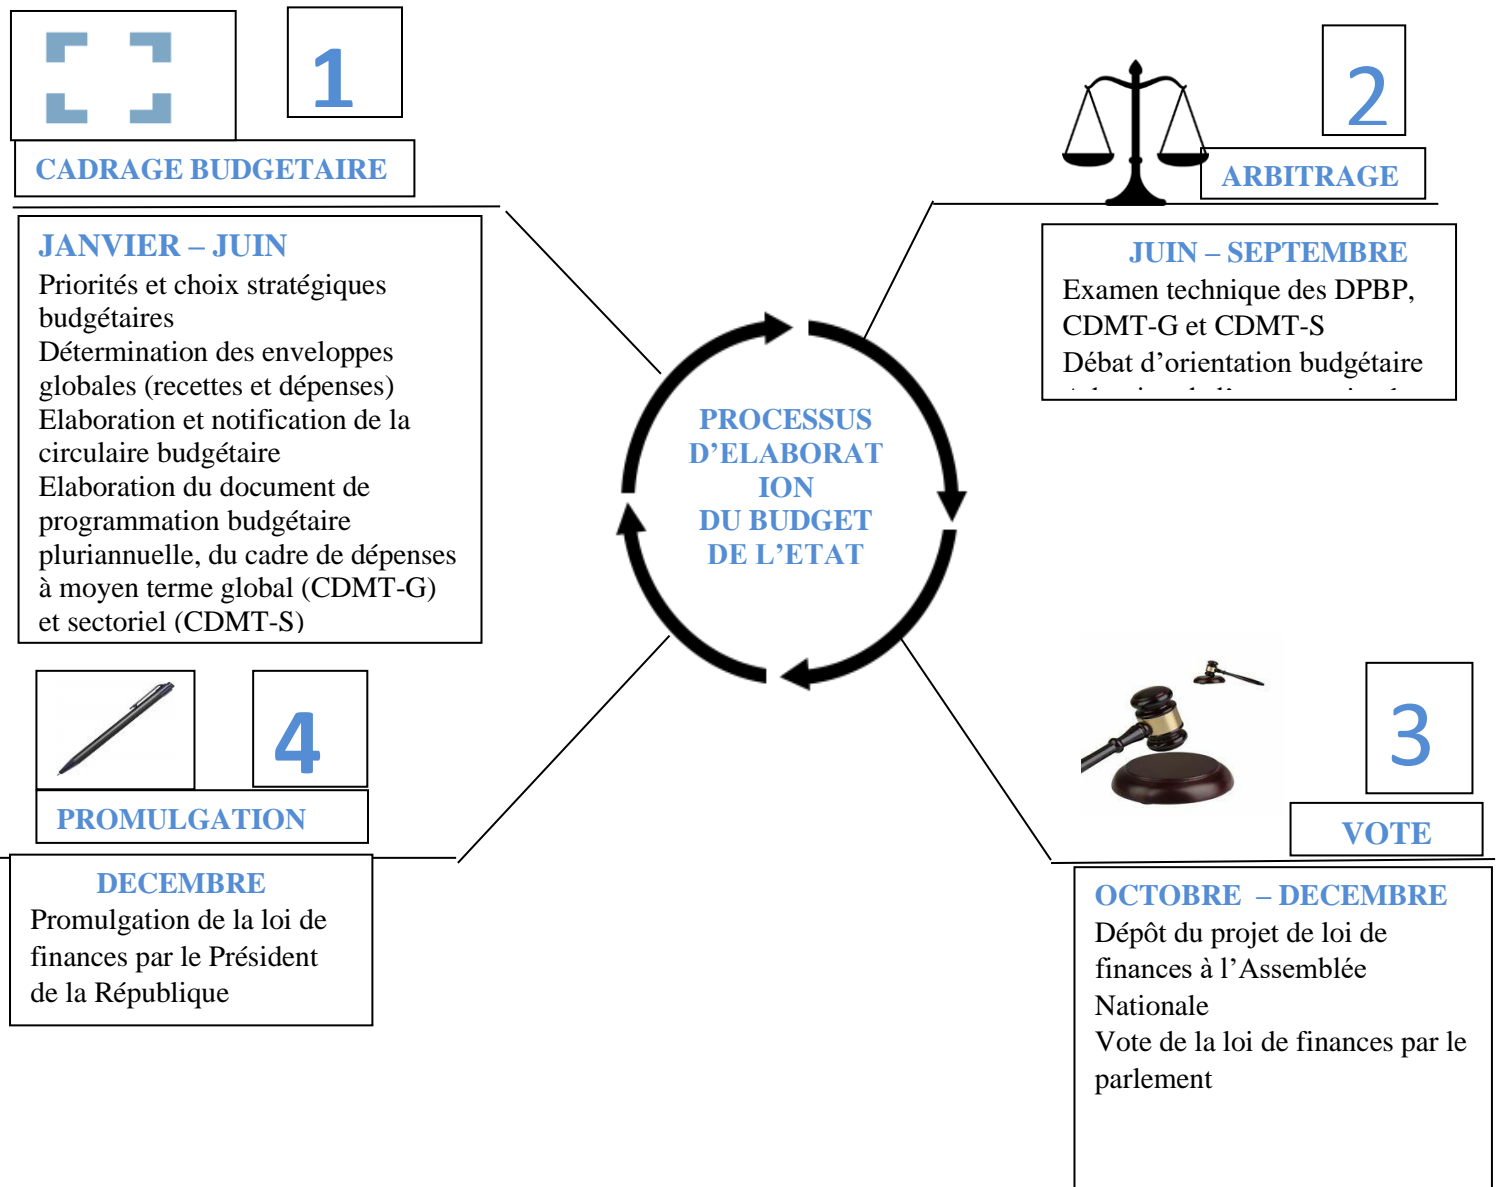 1
CADRAGE BUDGETAIRE
JANVIER – JUIN
Priorités et choix stratégiques
budgétaires
Détermination des enveloppes
globales (recettes et dépenses)
Elaboration et notification de la
circulaire budgétaire
Elaboration du document de
programmation budgétaire
pluriannuelle, du cadre de dépenses
à moyen terme global (CDMT-G)
et sectoriel (CDMT-S)
2
ARBITRAGE
JUIN – SEPTEMBRE
Examen technique des DPBP,
CDMT-G et CDMT-S
Débat d’orientation budgétaire
PROCESSUS
D’ELABORAT
ION
DU BUDGET
DE L’ETAT
3
VOTE
OCTOBRE – DECEMBRE
Dépôt du projet de loi de
finances à l’Assemblée
Nationale
Vote de la loi de finances par le
parlement
4
PROMULGATION
DECEMBRE
Promulgation de la loi de
finances par le Président
de la République